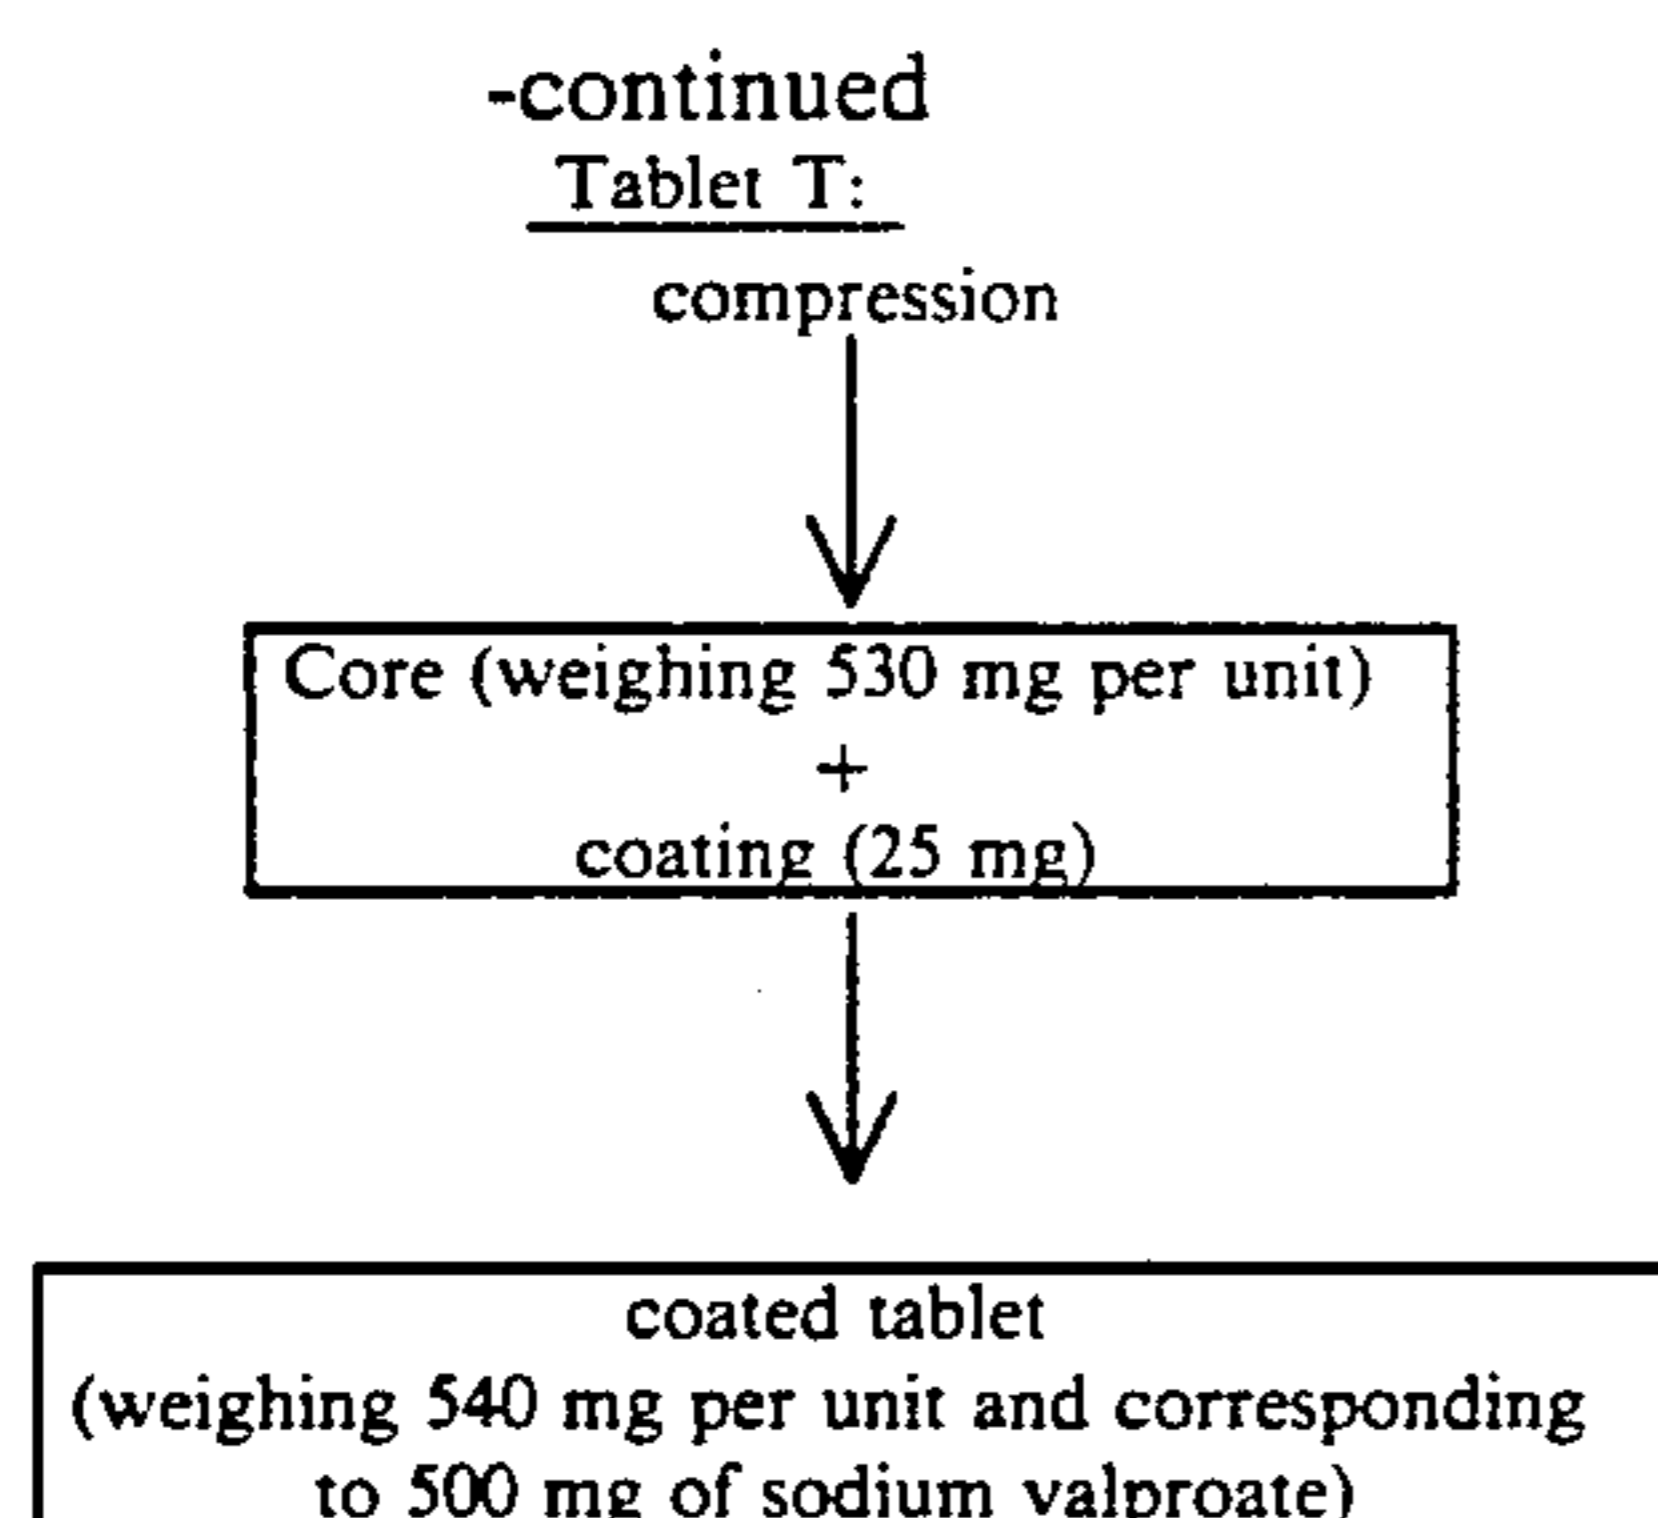 -continued
Tablet T:
compression
Core (weighing 530 mg per unit)
+
coating (25 mg)
coated tablet
(weighing 540 mg per unit and corresponding
to 500 mg of sodium valproate)